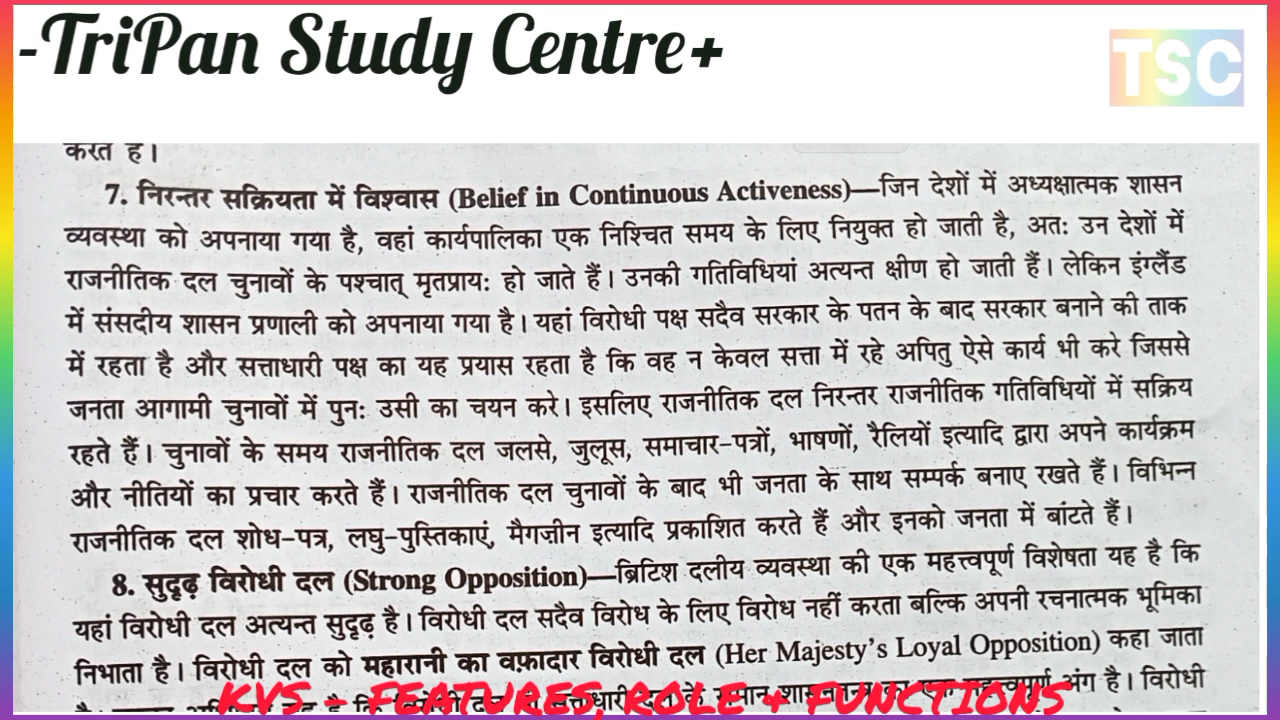 -TriPan Study Centre+
TSC
करते हैं।
7. निरन्तर सक्रियता में विश्वास (Belief in Continuous Activeness)—जिन देशों में अध्यक्षात्मक शासन
व्यवस्था को अपनाया गया है, वहां कार्यपालिका एक निश्चित समय के लिए नियुक्त हो जाती है, अतः उन देशों में
राजनीतिक दल चुनावों के पश्चात् मृतप्रायः हो जाते हैं। उनकी गतिविधियां अत्यन्त क्षीण हो जाती हैं। लेकिन इंग्लैंड
में संसदीय शासन प्रणाली को अपनाया गया है। यहां विरोधी पक्ष सदैव सरकार के पतन के बाद सरकार बनाने की ताक
में रहता है और सत्ताधारी पक्ष का यह प्रयास रहता है कि वह न केवल सत्ता में रहे अपितु ऐसे कार्य भी करे जिससे
जनता आगामी चुनावों में पुनः उसी का चयन करे। इसलिए राजनीतिक दल निरन्तर राजनीतिक गतिविधियों में सक्रिय
रहते हैं। चुनावों के समय राजनीतिक दल जलसे, जुलूस, समाचार-पत्रों, भाषणों, रैलियों इत्यादि द्वारा अपने कार्यक्रम
और नीतियों का प्रचार करते हैं। राजनीतिक दल चुनावों के बाद भी जनता के साथ सम्पर्क बनाए रखते हैं। विभिन्न
राजनीतिक दल शोध-पत्र, लघु-पुस्तिकाएं, मैगजीन इत्यादि प्रकाशित करते हैं और इनको जनता में बांटते हैं।
8. सुदृढ़ विरोधी दल (Strong Opposition)—ब्रिटिश दलीय व्यवस्था की एक महत्त्वपूर्ण विशेषता यह है कि
यहां विरोधी दल अत्यन्त सुदृढ़ है। विरोधी दल सदैव विरोध के लिए विरोध नहीं करता बल्कि अपनी रचनात्मक भूमिका
निभाता है। विरोधी दल को महारानी का वफ़ादार विरोधी दल (Her Majesty's Loyal Opposition) कहा जाता
अंग है। विरोधी
KVS - FEATURES, ROLE + FUNCTIONS